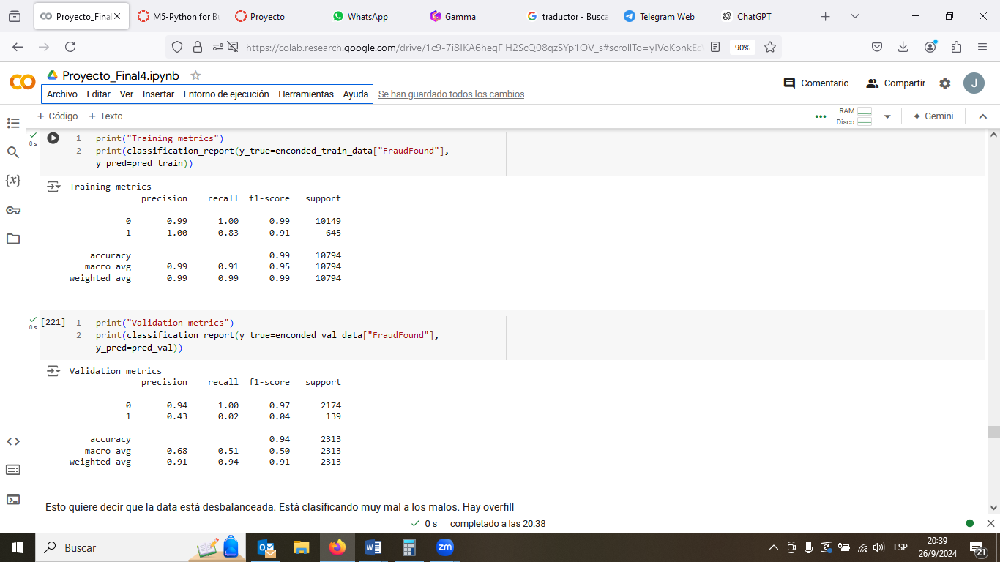 Proyecto_Fina
M5-Python for Bu
Proyecto
WhatsApp
Gamma
traductor - Busca
Telegram Web
ChatGPT
https://colab.research.google.com/drive/1c9-7i8IKA6heqFlH2ScQ08qzSYp1OV_s#scrollTo=yIVoKbnkEc
90%
CO
Proyecto_Final4.ipynb
Archivo Editar Ver Insertar Entorno de ejecución Herramientas Ayuda Se han guardado todos los cambios
Comentario
Compartir
J
+ Código + Texto
RAM
Disco
Gemini
{x}
0 s
1 print("Training metrics")
2 print(classification_report(y_true=enconded_train_data["FraudFound"],
y_pred=pred_train))
Training metrics
precision recall f1-score support
0 0.99 1.00 0.99 10149
1 1.00 0.83 0.91 645
accuracy 0.99 10794
macro avg 0.99 0.91 0.95 10794
weighted avg 0.99 0.99 0.99 10794
0 s
[221] 1 print("Validation metrics")
2 print(classification_report(y_true=enconded_val_data["FraudFound"],
y_pred=pred_val))
Validation metrics
precision recall f1-score support
0 0.94 1.00 0.97 2174
1 0.43 0.02 0.04 139
accuracy 0.94 2313
macro avg 0.68 0.51 0.50 2313
weighted avg 0.91 0.94 0.91 2313
Esto quiere decir que la data está desbalanceada. Está clasificando muy mal a los malos. Hay overfill
0 s completado a las 20:38
Buscar
zm
ESP
20:39
26/9/2024
21